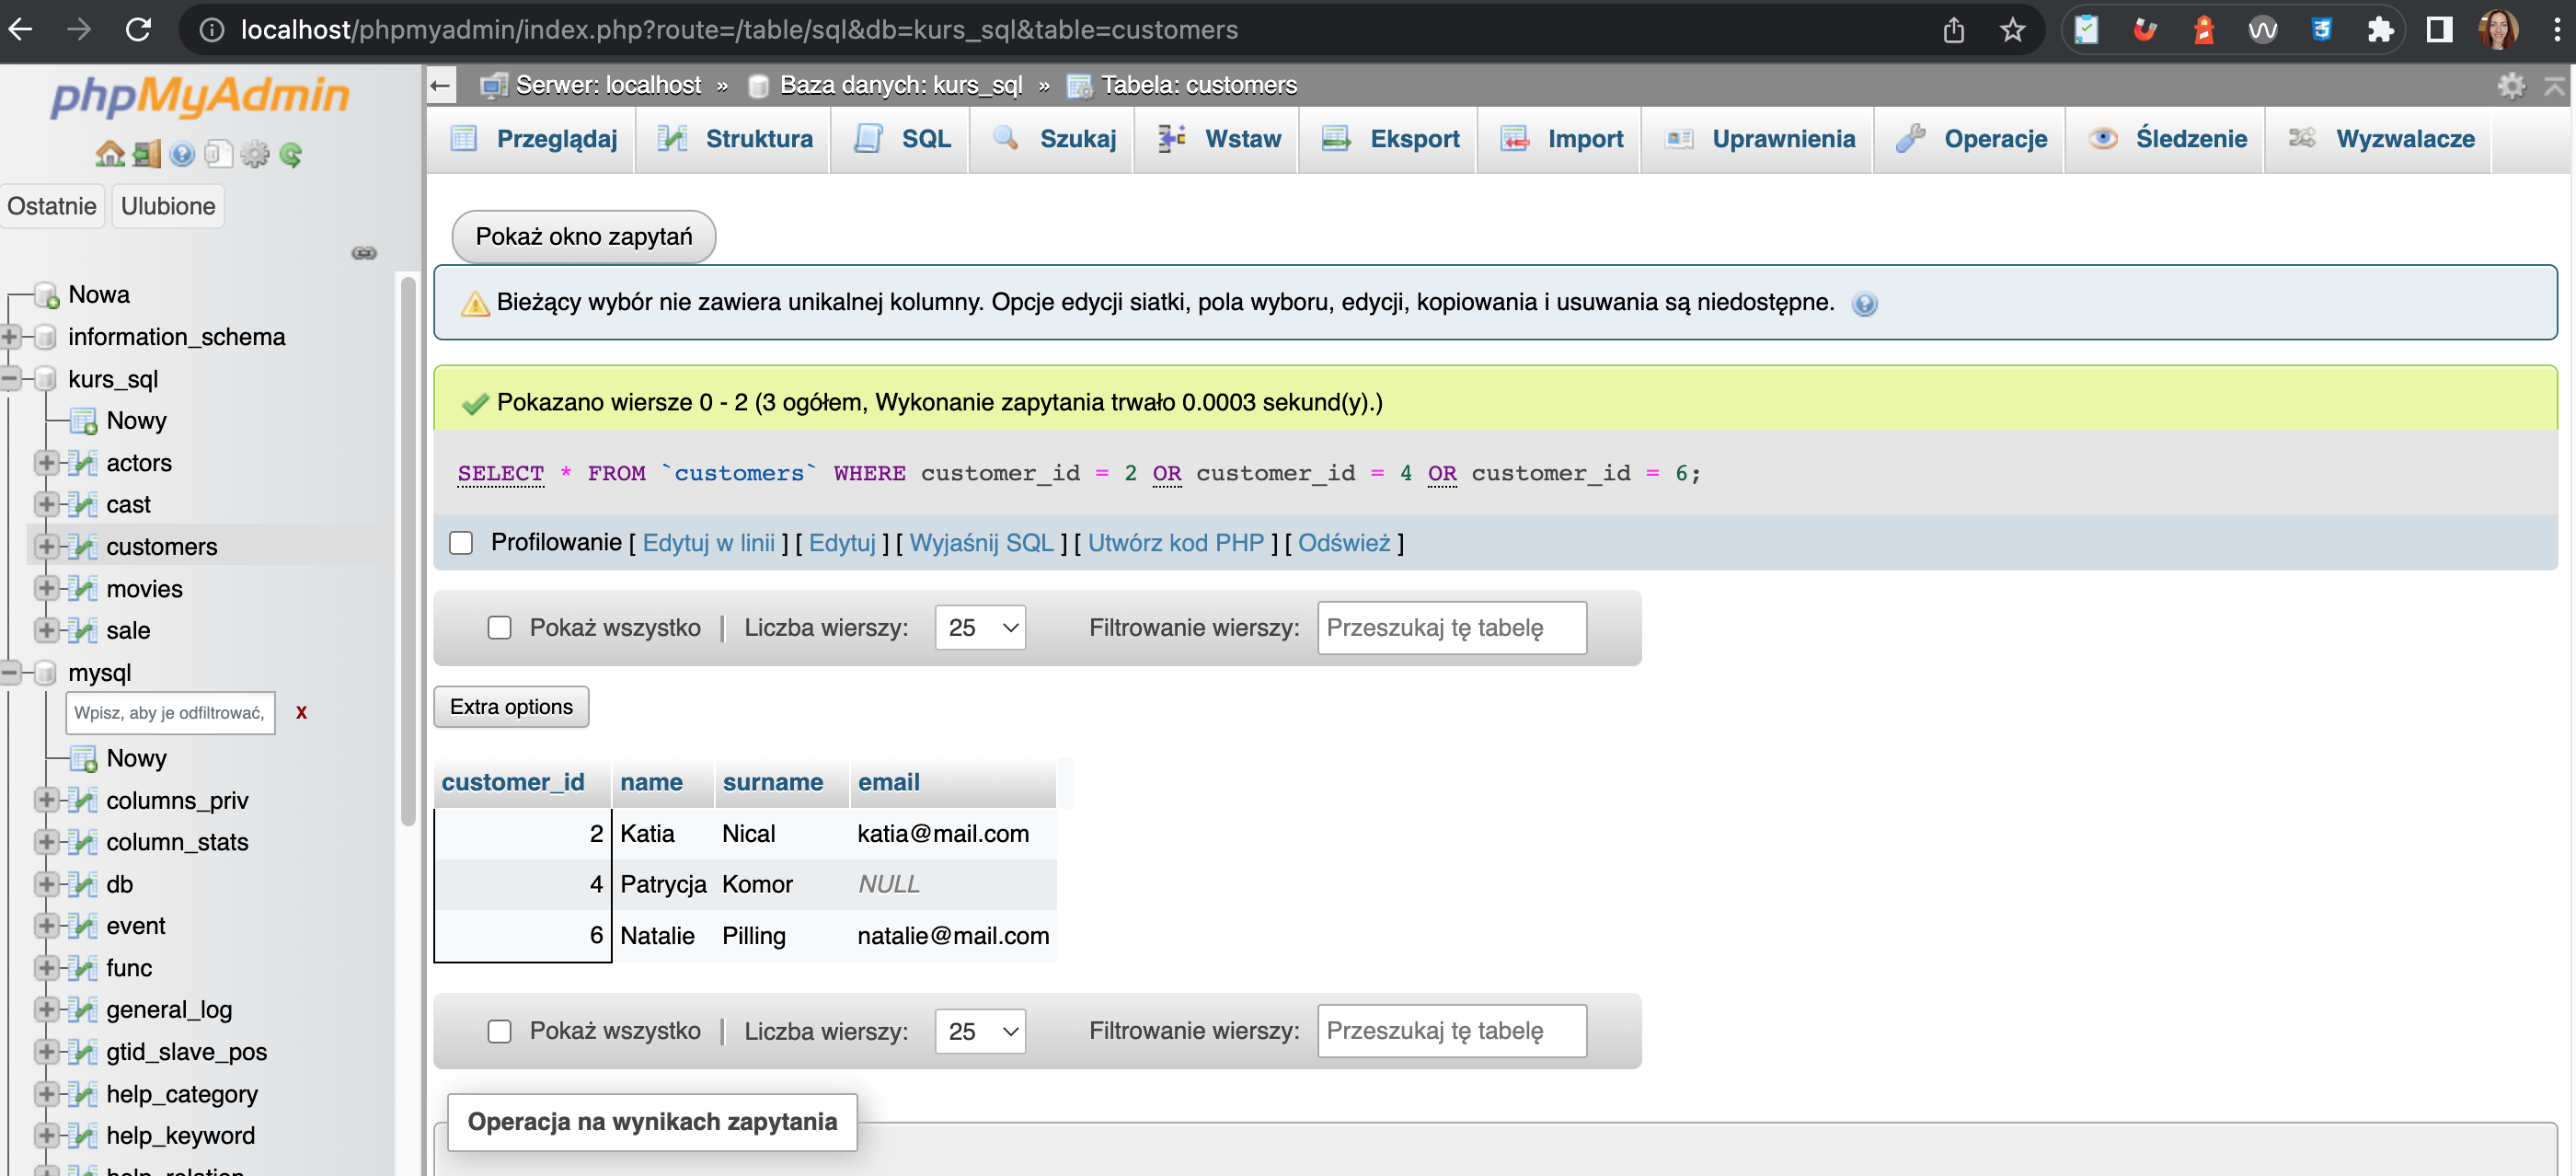 localhost/phpmyadmin/index.php?route=/table/sql&db=kurs_sql&table=customers
phpMyAdmin
Ostatnie Ulubione
Nowa
information_schema
kurs_sql
Nowy
actors
cast
customers
movies
sale
mysql
Wpisz, aby je odfiltrować, X
Nowy
columns_priv
column_stats
db
event
func
general_log
gtid_slave_pos
help_category
help_keyword
help_relation
Serwer: localhost » Baza danych: kurs_sql » Tabela: customers
Przeglądaj Struktura SQL Szukaj Wstaw Eksport Import Uprawnienia Operacje Śledzenie Wyzwalacze
Pokaż okno zapytań
Bieżący wybór nie zawiera unikalnej kolumny. Opcje edycji siatki, pola wyboru, edycji, kopiowania i usuwania są niedostępne.
Pokazano wiersze 0 - 2 (3 ogółem, Wykonanie zapytania trwało 0.0003 sekund(y).)
SELECT * FROM `customers` WHERE customer_id = 2 OR customer_id = 4 OR customer_id = 6;
Profilowanie [ Edytuj w linii ] [ Edytuj ] [ Wyjaśnij SQL ] [ Utwórz kod PHP ] [ Odśwież ]
Pokaż wszystko | Liczba wierszy: 25 Filtrowanie wierszy: Przeszukaj tę tabelę
Extra options
customer_id name surname email
2 Katia Nical katia@mail.com
4 Patrycja Komor NULL
6 Natalie Pilling natalie@mail.com
Pokaż wszystko | Liczba wierszy: 25 Filtrowanie wierszy: Przeszukaj tę tabelę
Operacja na wynikach zapytania